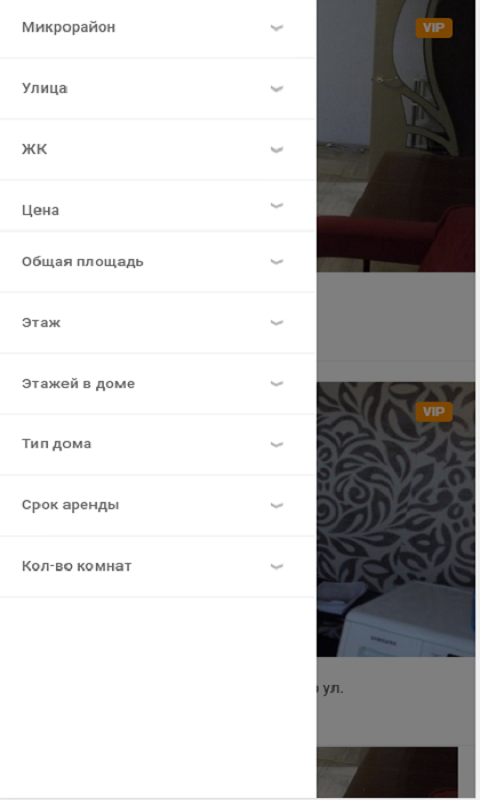 Микрорайон
VIP
Улица
ЖК
Цена
Общая площадь
Этаж
Этажей в доме
VIP
Тип дома
Срок аренды
Кол-во комнат
SAMSUNG
ул.